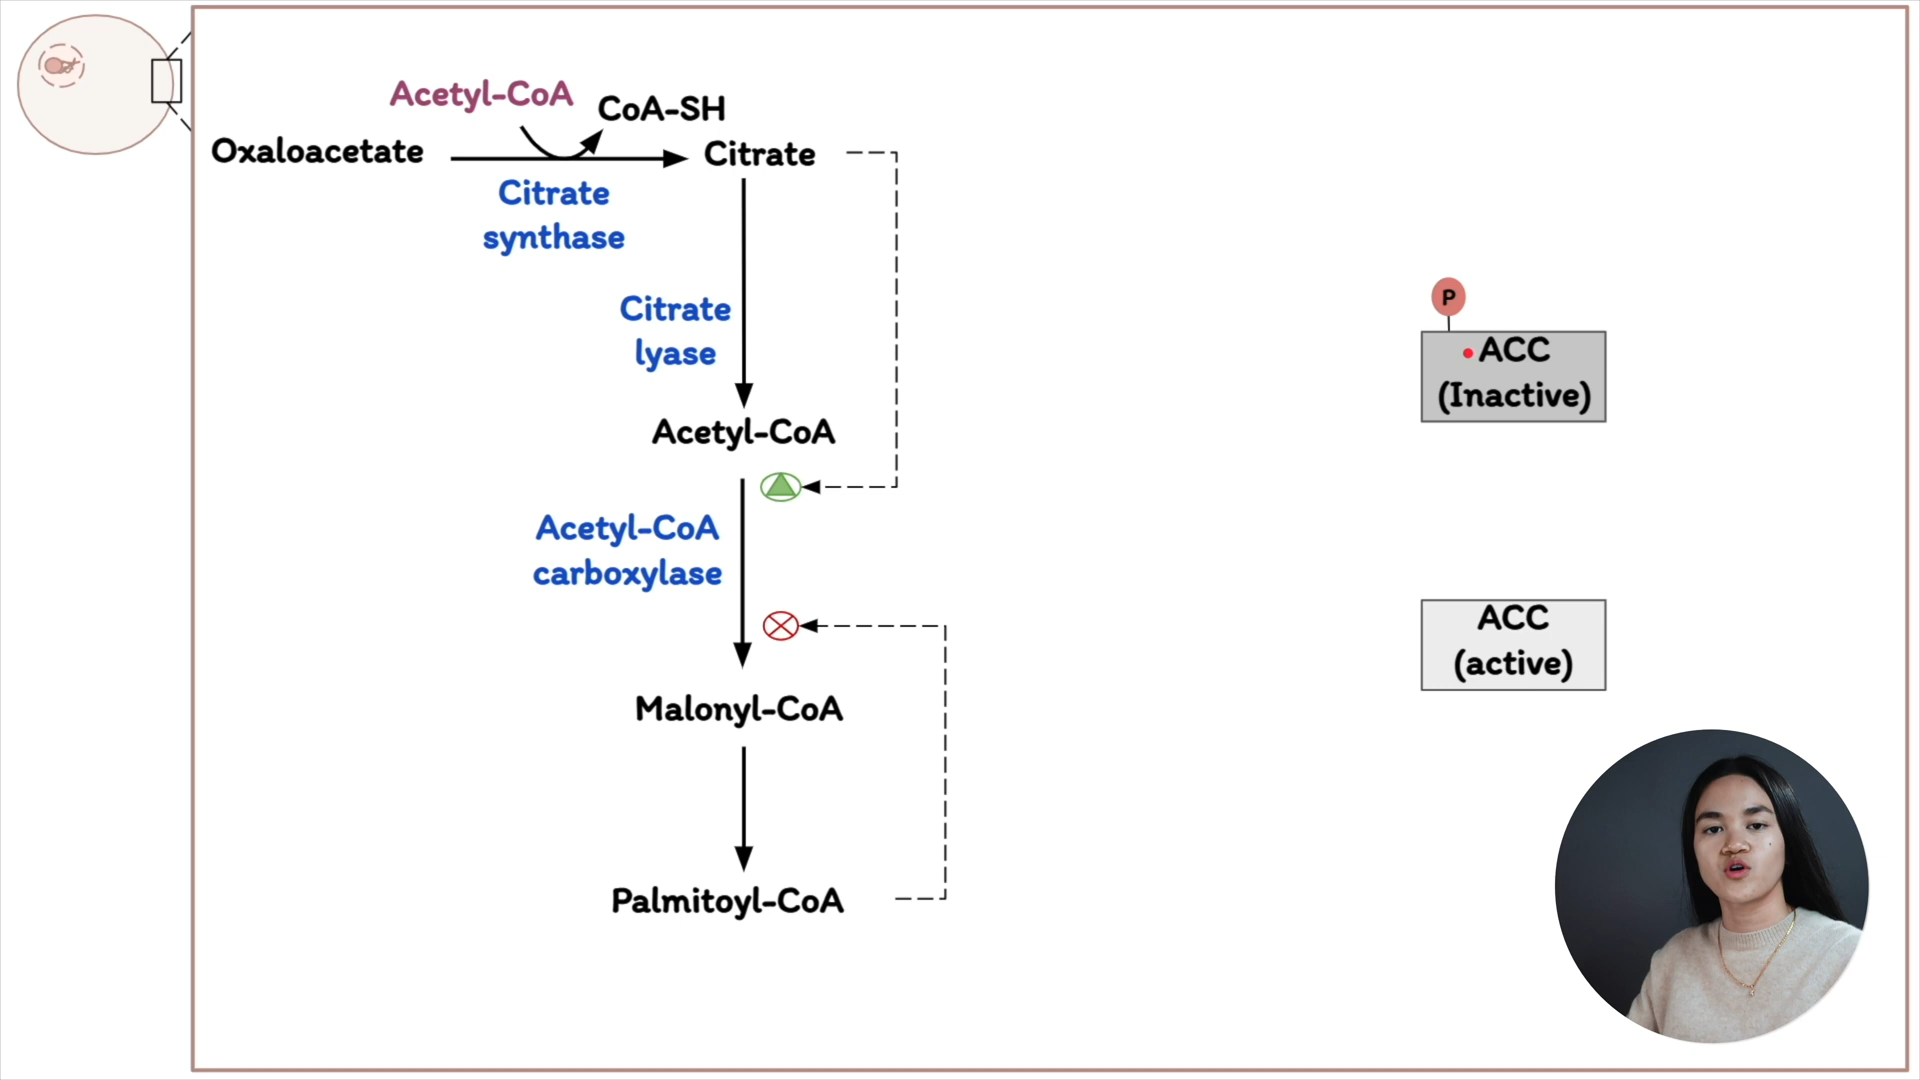 Acetyl-CoA
CoA-SH
Oxaloacetate
Citrate
Citrate
synthase
Citrate
lyase
Acetyl-CoA
Acetyl-CoA
carboxylase
Malonyl-CoA
Palmitoyl-CoA
P
ACC
(Inactive)
ACC
(active)